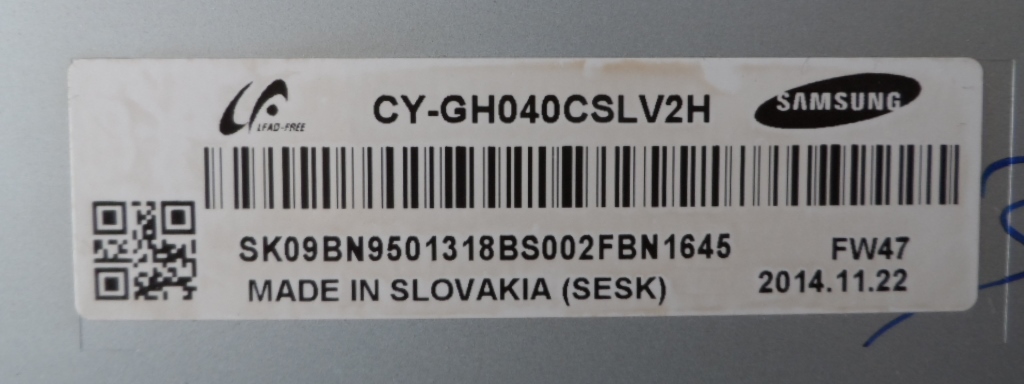 LEAD-FREE
CY-GH040CSLV2H
SAMSUNG
SK09BN9501318BS002FBN1645
FW47
MADE IN SLOVAKIA (SESK)
2014.11.22